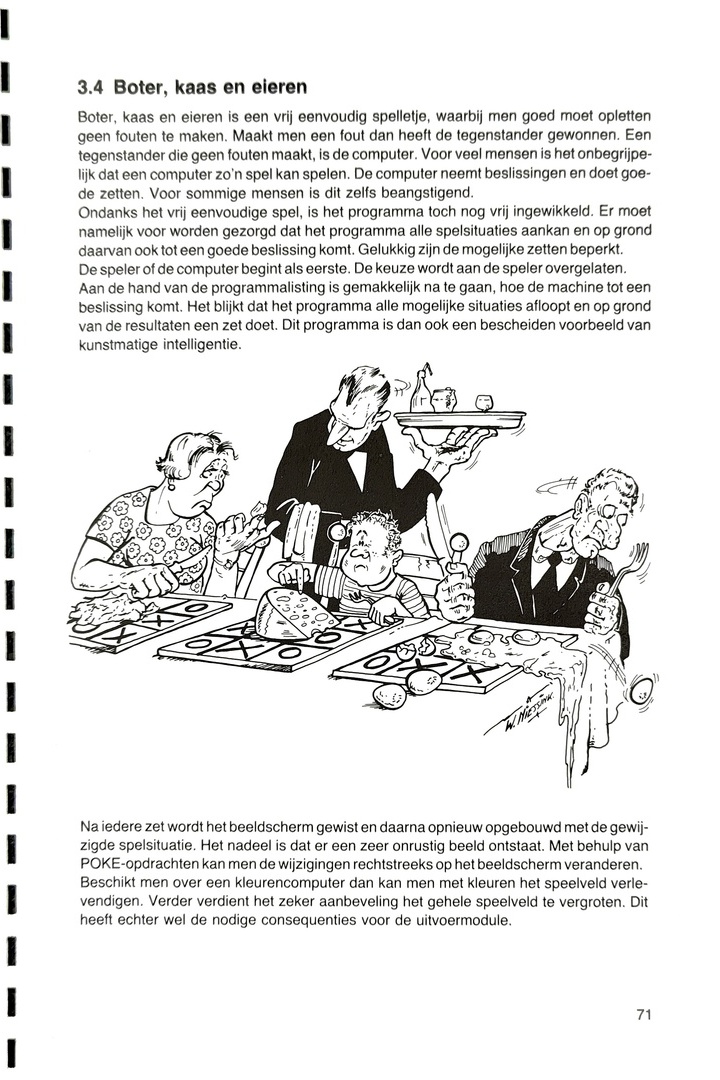 3.4 Boter, kaas en eieren
Boter, kaas en eieren is een vrij eenvoudig spelletje, waarbij men goed moet opletten
geen fouten te maken. Maakt men een fout dan heeft de tegenstander gewonnen. Een
tegenstander die geen fouten maakt, is de computer. Voor veel mensen is het onbegrijpe-
lijk dat een computer zo'n spel kan spelen. De computer neemt beslissingen en doet goe-
de zetten. Voor sommige mensen is dit zelfs beangstigend.
Ondanks het vrij eenvoudige spel, is het programma toch nog vrij ingewikkeld. Er moet
namelijk voor worden gezorgd dat het programma alle spelsituaties aankan en op grond
daarvan ook tot een goede beslissing komt. Gelukkig zijn de mogelijke zetten beperkt.
De speler of de computer begint als eerste. De keuze wordt aan de speler overgelaten.
Aan de hand van de programmalisting is gemakkelijk na te gaan, hoe de machine tot een
beslissing komt. Het blijkt dat het programma alle mogelijke situaties afloopt en op grond
van de resultaten een zet doet. Dit programma is dan ook een bescheiden voorbeeld van
kunstmatige intelligentie.
W. NIESSINK
Na iedere zet wordt het beeldscherm gewist en daarna opnieuw opgebouwd met de gewij-
zigde spelsituatie. Het nadeel is dat er een zeer onrustig beeld ontstaat. Met behulp van
POKE-opdrachten kan men de wijzigingen rechtstreeks op het beeldscherm veranderen.
Beschikt men over een kleurencomputer dan kan men met kleuren het speelveld verle-
vendigen. Verder verdient het zeker aanbeveling het gehele speelveld te vergroten. Dit
heeft echter wel de nodige consequenties voor de uitvoermodule.
71